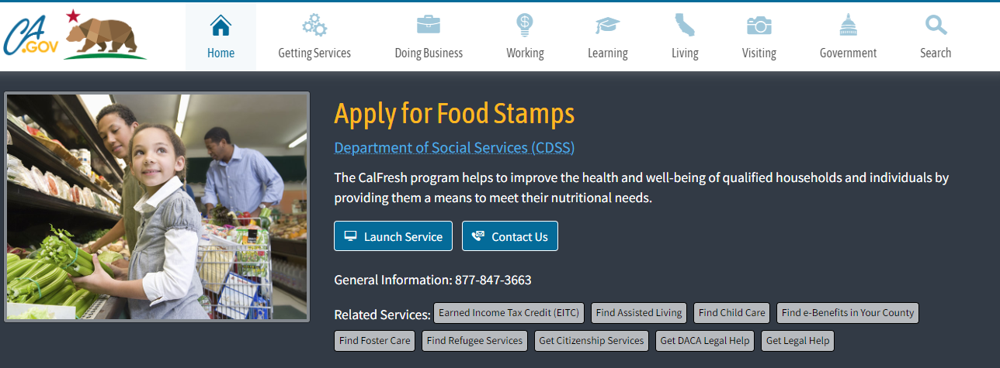 CA
.GOV
Home
Getting Services
Doing Business
Working
Learning
Living
Visiting
Government
Search
Apply for Food Stamps
Department of Social Services (CDSS)
The CalFresh program helps to improve the health and well-being of qualified households and individuals by
providing them a means to meet their nutritional needs.
Launch Service
Contact Us
General Information: 877-847-3663
Related Services: Earned Income Tax Credit (EITC) Find Assisted Living Find Child Care Find e-Benefits in Your County
Find Foster Care Find Refugee Services Get Citizenship Services Get DACA Legal Help Get Legal Help